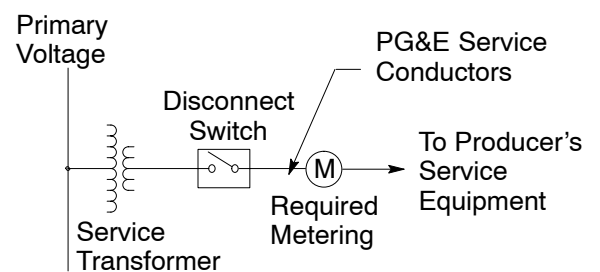 Primary
Voltage
PG&E Service
Conductors
Disconnect
Switch
M
To Producer’s
Service
Equipment
Required
Metering
Service
Transformer